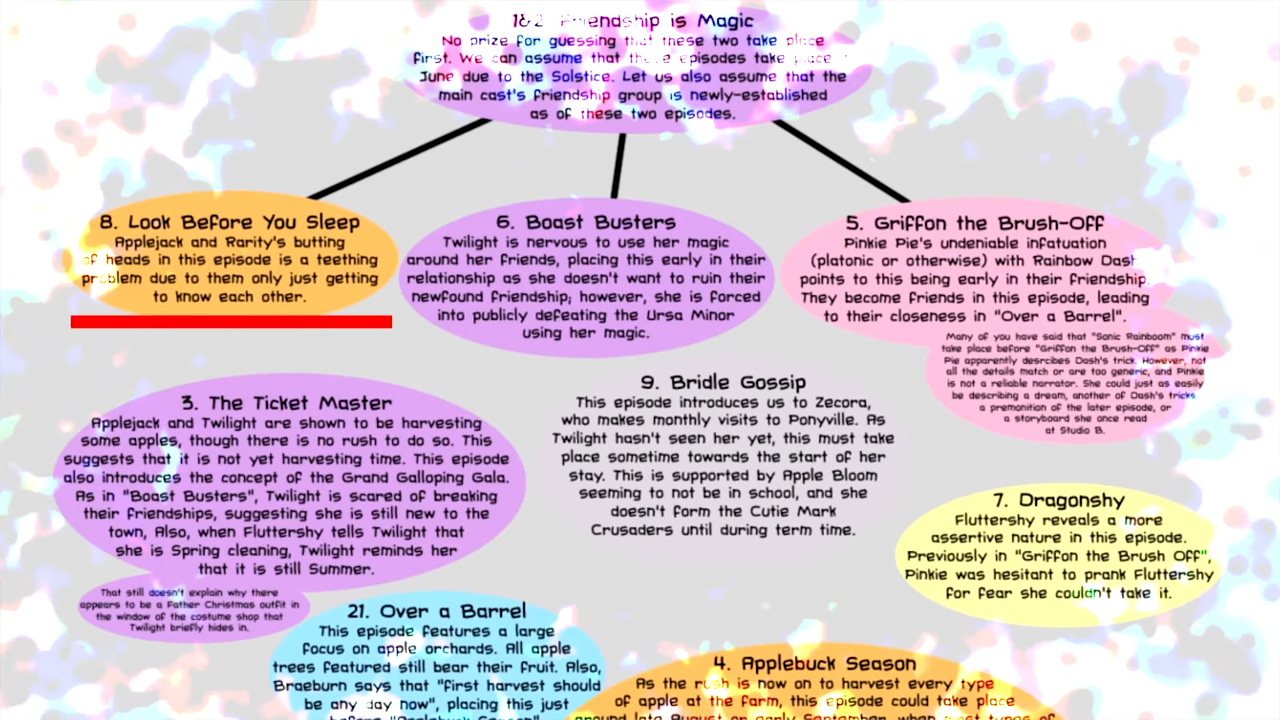 1&2. Friendship is Magic
No prize for guessing that these two take place
first. We can assume that these episodes take place
June due to the Solstice. Let us also assume that the
main cast's friendship group is newly-established
as of these two episodes.
8. Look Before You Sleep
Applejack and Rarity's butting
of heads in this episode is a teething
problem due to them only just getting
to know each other.
6. Boast Busters
Twilight is nervous to use her magic
around her friends, placing this early in their
relationship as she doesn't want to ruin their
newfound friendship; however, she is forced
into publicly defeating the Ursa Minor
using her magic.
5. Griffon the Brush-Off
Pinkie Pie's undeniable infatuation
(platonic or otherwise) with Rainbow Dash
points to this being early in their friendship.
They become friends in this episode, leading
to their closeness in "Over a Barrel".
Many of you have said that "Sonic Rainboom" must
take place before "Griffon the Brush-Off" as Pinkie
Pie apparently desrcibes Dash's trick. However, not
all the details match or are too generic, and Pinkie
is not a reliable narrator. She could just as easily
be describing a dream, another of Dash's tricks
a premonition of the later episode, or
a storyboard she once read
at Studio B.
3. The Ticket Master
Applejack and Twilight are shown to be harvesting
some apples, though there is no rush to do so. This
suggests that it is not yet harvesting time. This episode
also introduces the concept of the Grand Galloping Gala.
As in "Boast Busters", Twilight is scared of breaking
their friendships, suggesting she is still new to the
town, Also, when Fluttershy tells Twilight that
she is Spring cleaning, Twilight reminds her
that it is still Summer.
That still doesn't explain why there
appears to be a Father Christmas outfit in
the window of the costume shop that
Twilight briefly hides in.
9. Bridle Gossip
This episode introduces us to Zecora,
who makes monthly visits to Ponyville. As
Twilight hasn't seen her yet, this must take
place sometime towards the start of her
stay. This is supported by Apple Bloom
seeming to not be in school, and she
doesn't form the Cutie Mark
Crusaders until during term time.
7. Dragonshy
Fluttershy reveals a more
assertive nature in this episode.
Previously in "Griffon the Brush Off",
Pinkie was hesitant to prank Fluttershy
for fear she couldn't take it.
21. Over a Barrel
This episode features a large
focus on apple orchards. All apple
trees featured still bear their fruit. Also,
Braeburn says that "first harvest should
be any day now", placing this just
before "Applebuck Season".
4. Applebuck Season
As the rush is now on to harvest every type
of apple at the farm, this episode could take place
around late August or early September, when most types of